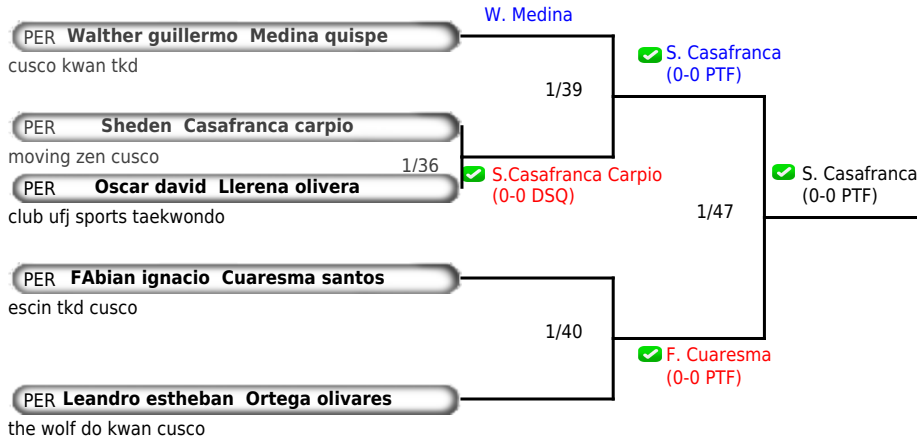 W. Medina
PER Walther guillermo Medina quispe
cusco kwan tkd
S. Casafranca
(0-0 PTF)
1/39
PER Sheden Casafranca carpio
moving zen cusco
1/36
S.Casafranca Carpio
(0-0 DSQ)
PER Oscar david Llerena olivera
club ufj sports taekwondo
S. Casafranca
(0-0 PTF)
1/47
PER FAbian ignacio Cuaresma santos
escin tkd cusco
1/40
F. Cuaresma
(0-0 PTF)
PER Leandro estheban Ortega olivares
the wolf do kwan cusco